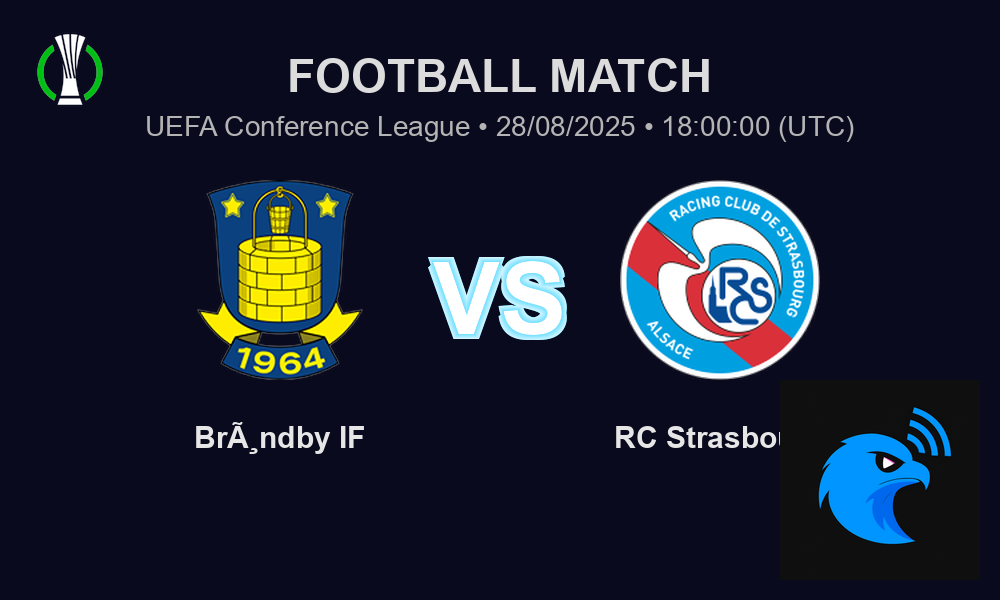 FOOTBALL MATCH
UEFA Conference League • 28/08/2025 • 18:00:00 (UTC)
RACING CLUB DE STRASBOURG
RCS
ALSACE
1964
VS
BrÃ¸ndby IF
RC Strasbou